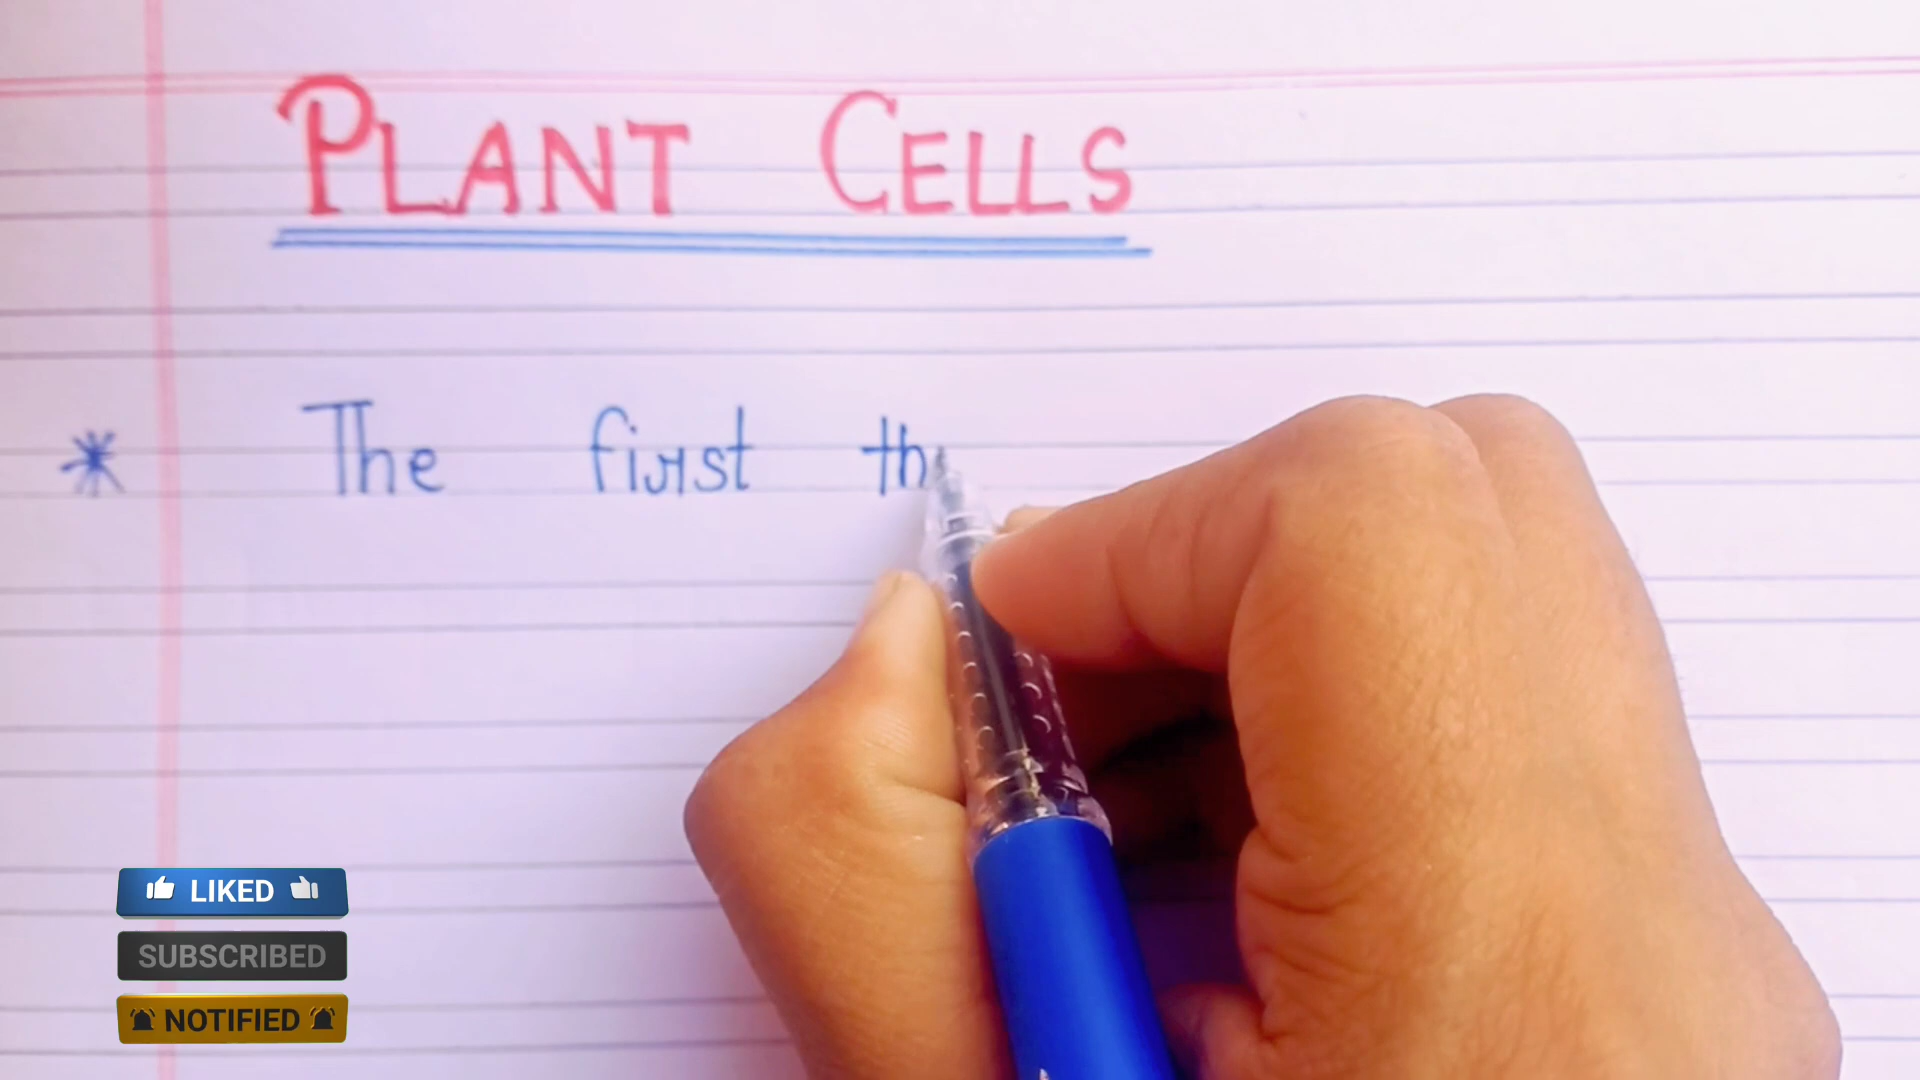 PLANT CELLS
* The first th
LIKED
SUBSCRIBED
NOTIFIED